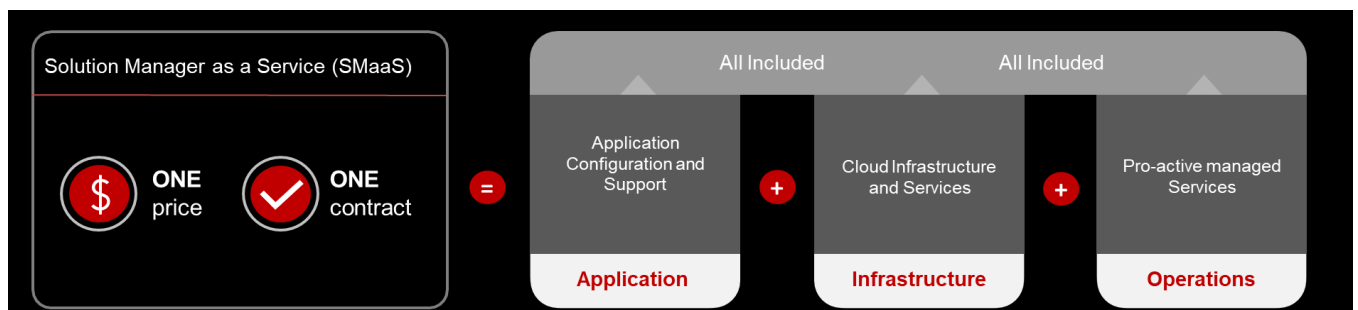 Solution Manager as a Service (SMaaS)
$
ONE
price
ONE
contract
=
All Included
All Included
Application
Configuration and
Support
+
Cloud Infrastructure
and Services
+
Pro-active managed
Services
Application
Infrastructure
Operations